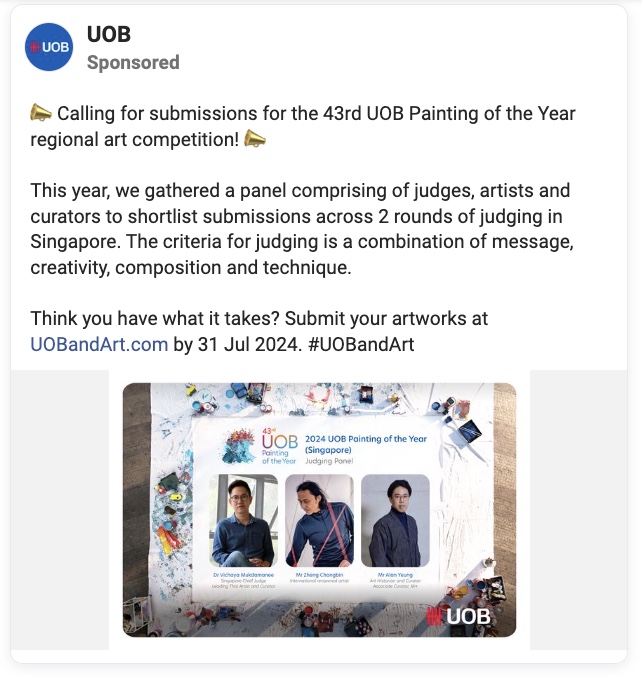 UOB
UOB
Sponsored
📣 Calling for submissions for the 43rd UOB Painting of the Year
regional art competition! 📣
This year, we gathered a panel comprising of judges, artists and
curators to shortlist submissions across 2 rounds of judging in
Singapore. The criteria for judging is a combination of message,
creativity, composition and technique.
Think you have what it takes? Submit your artworks at
UOBandArt.com by 31 Jul 2024. #UOBandArt
43rd
UOB
Painting
of the Year
2024 UOB Painting of the Year
(Singapore)
Judging Panel
Dr Vichaya Mukdamanee
Singapore Chief Judge
Leading Thai Artist and Curator
Mr Zheng Chongbin
International renowned artist
Mr Alan Yeung
Art Historian and Curator
Associate Curator, M+
UOB